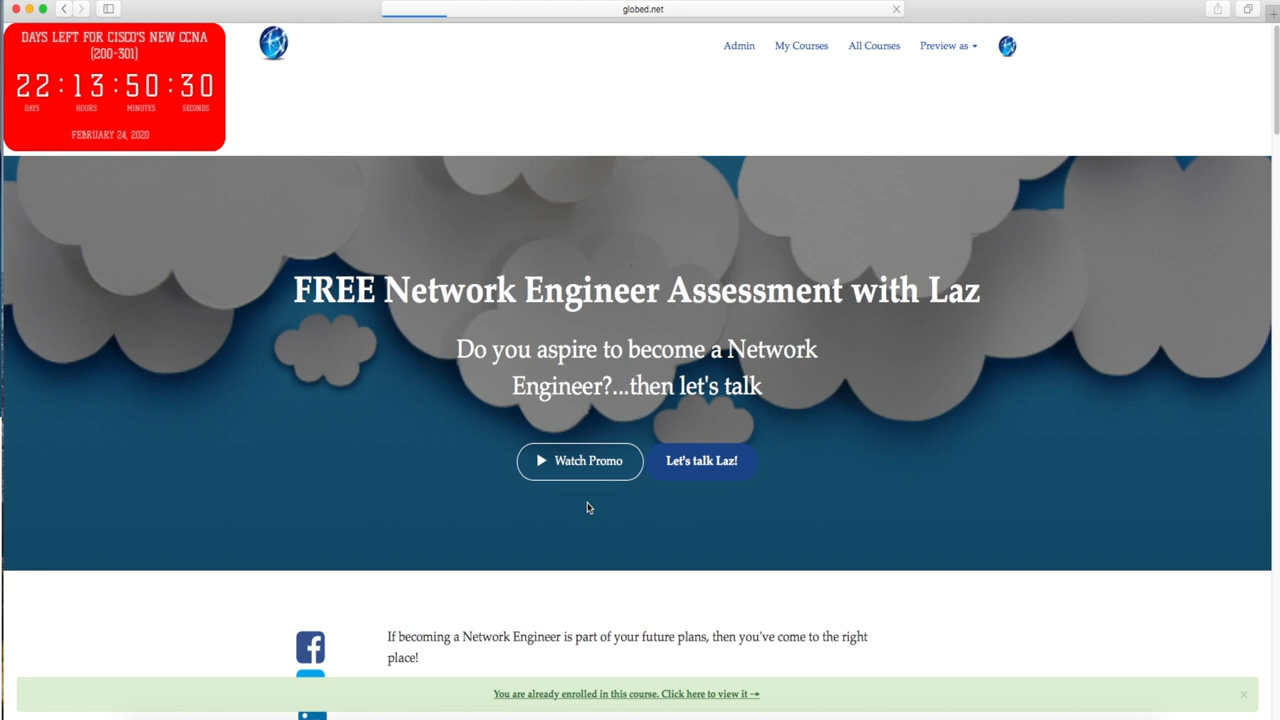 globed.net
DAYS LEFT FOR CISCO'S NEW CCNA
(200-301)
22:13:50:30
DAYS HOURS MINUTES SECONDS
FEBRUARY 24, 2020
Admin
My Courses
All Courses
Preview as
FREE Network Engineer Assessment with Laz
Do you aspire to become a Network
Engineer?...then let's talk
Watch Promo
Let's talk Laz!
If becoming a Network Engineer is part of your future plans, then you've come to the right
place!
You are already enrolled in this course. Click here to view it →